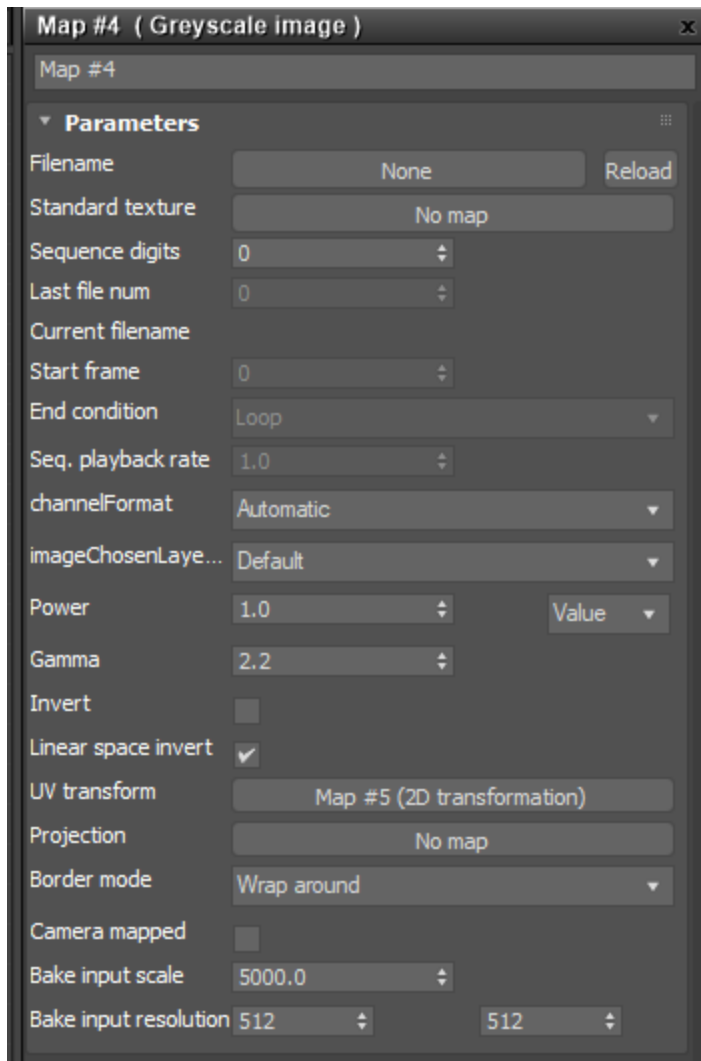 Map #4 ( Greyscale image ) x
Map #4
Parameters
Filename None Reload
Standard texture No map
Sequence digits 0
Last file num 0
Current filename
Start frame 0
End condition Loop
Seq. playback rate 1.0
channelFormat Automatic
imageChosenLaye... Default
Power 1.0 Value
Gamma 2.2
Invert
Linear space invert
UV transform Map #5 (2D transformation)
Projection No map
Border mode Wrap around
Camera mapped
Bake input scale 5000.0
Bake input resolution 512 512